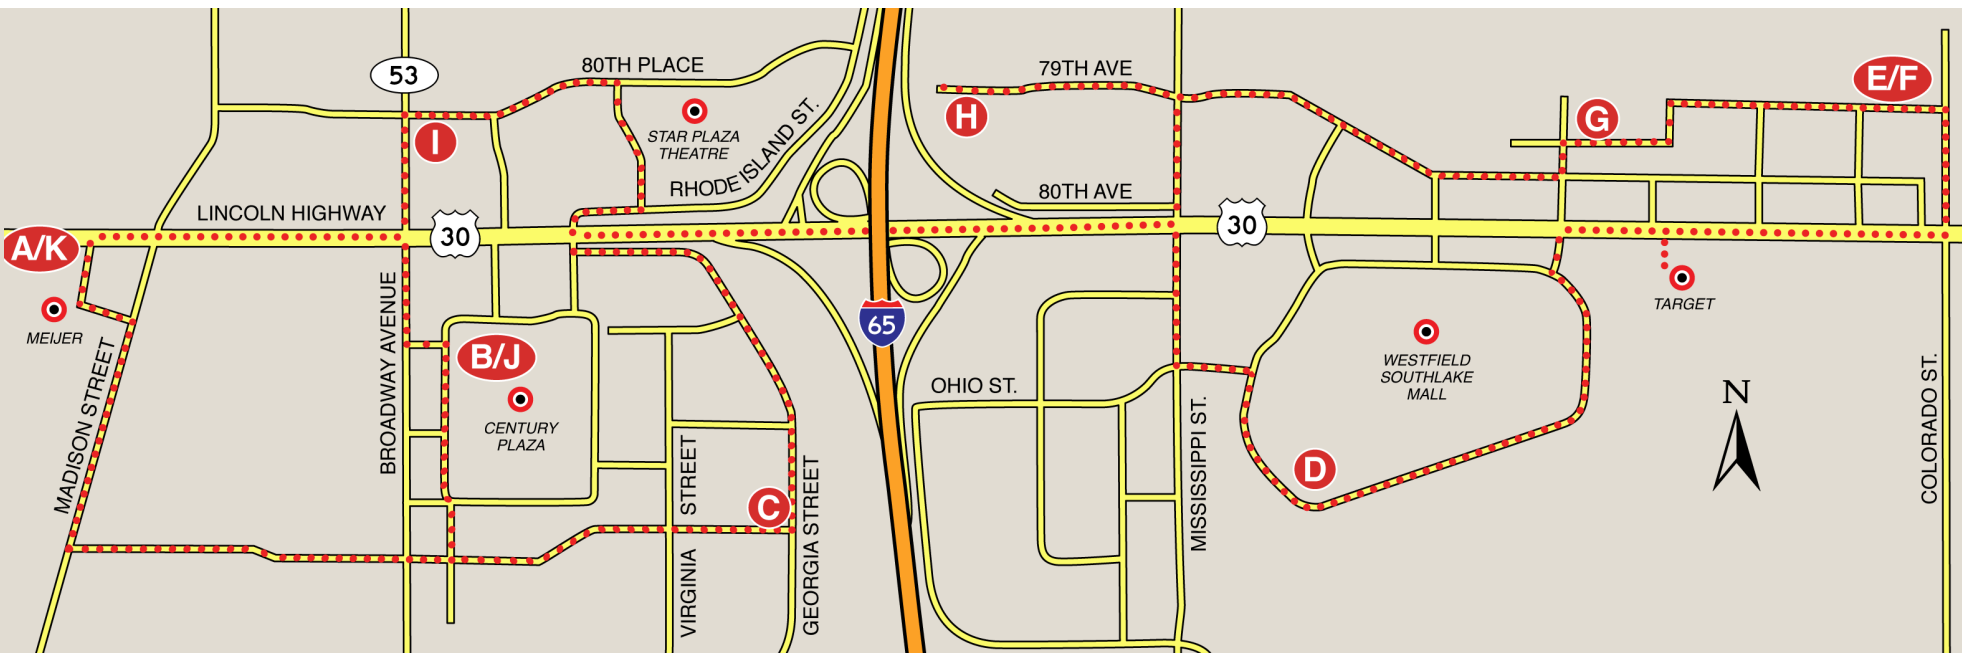 53
80TH PLACE
79TH AVE
E/F
G
H
I
STAR PLAZA
THEATRE
RHODE ISLAND ST.
80TH AVE
LINCOLN HIGHWAY
30
30
A/K
TARGET
MEIJER
65
BROADWAY AVENUE
B/J
WESTFIELD
SOUTHLAKE
MALL
OHIO ST.
N
CENTURY
PLAZA
MADISON STREET
MISSISSIPPI ST.
COLORADO ST.
D
C
VIRGINIA STREET
GEORGIA STREET